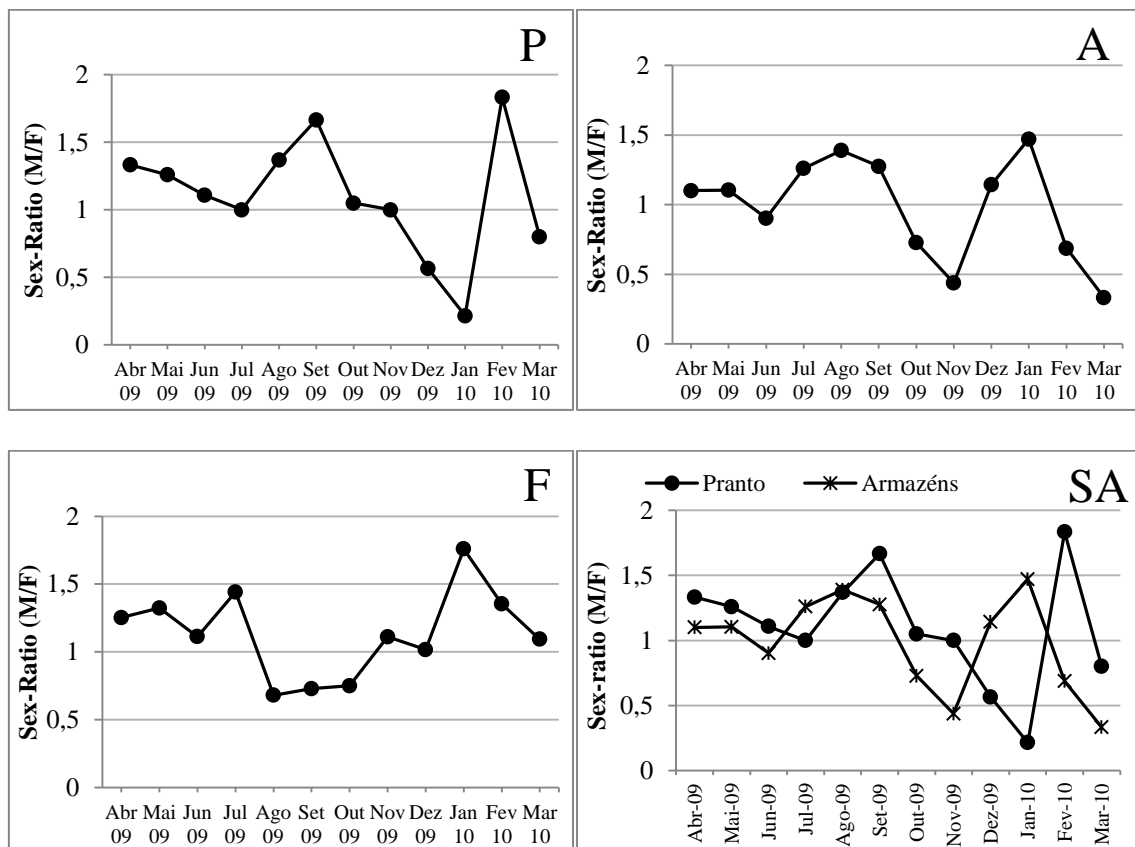 P
Sex-Ratio (M/F)
2
1,5
1
0,5
0
Abr Mai Jun Jul Ago Set Out Nov Dez Jan Fev Mar
09 09 09 09 09 09 09 09 09 10 10 10
A
Sex-Ratio (M/F)
2
1,5
1
0,5
0
Abr Mai Jun Jul Ago Set Out Nov Dez Jan Fev Mar
09 09 09 09 09 09 09 09 09 10 10 10
F
Sex-Ratio (M/F)
2
1,5
1
0,5
0
Abr Mai Jun Jul Ago Set Out Nov Dez Jan Fev Mar
09 09 09 09 09 09 09 09 09 10 10 10
Pranto Armazéns SA
Sex-ratio (M/F)
2
1,5
1
0,5
0
Abr-09
Mai-09
Jun-09
Jul-09
Ago-09
Set-09
Out-09
Nov-09
Dez-09
Jan-10
Fev-10
Mar-10